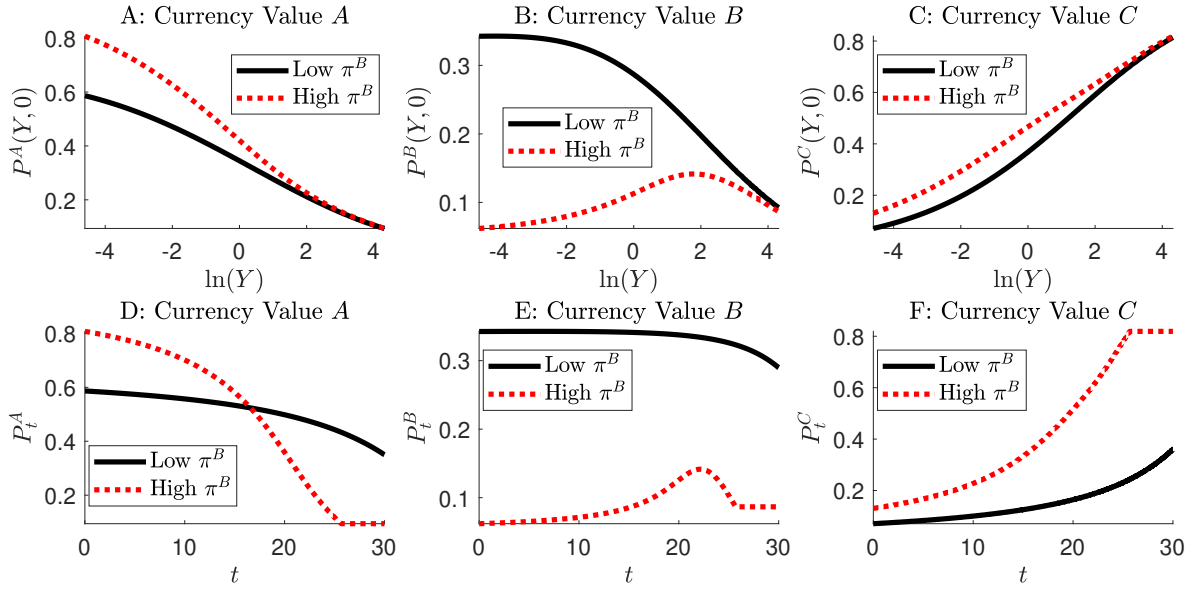 A: Currency Value A
B: Currency Value B
C: Currency Value C
P^A(Y, 0)
0.8
0.6
0.4
0.2
Low π^B
High π^B
-4 -2 0 2 4
ln(Y)
P^B(Y, 0)
0.3
0.2
0.1
Low π^B
High π^B
-4 -2 0 2 4
ln(Y)
P^C(Y, 0)
0.8
0.6
0.4
0.2
Low π^B
High π^B
-4 -2 0 2 4
ln(Y)
D: Currency Value A
E: Currency Value B
F: Currency Value C
P_t^A
0.8
0.6
0.4
0.2
Low π^B
High π^B
0 10 20 30
t
P_t^B
0.3
0.2
0.1
Low π^B
High π^B
0 10 20 30
t
P_t^C
0.8
0.6
0.4
0.2
Low π^B
High π^B
0 10 20 30
t